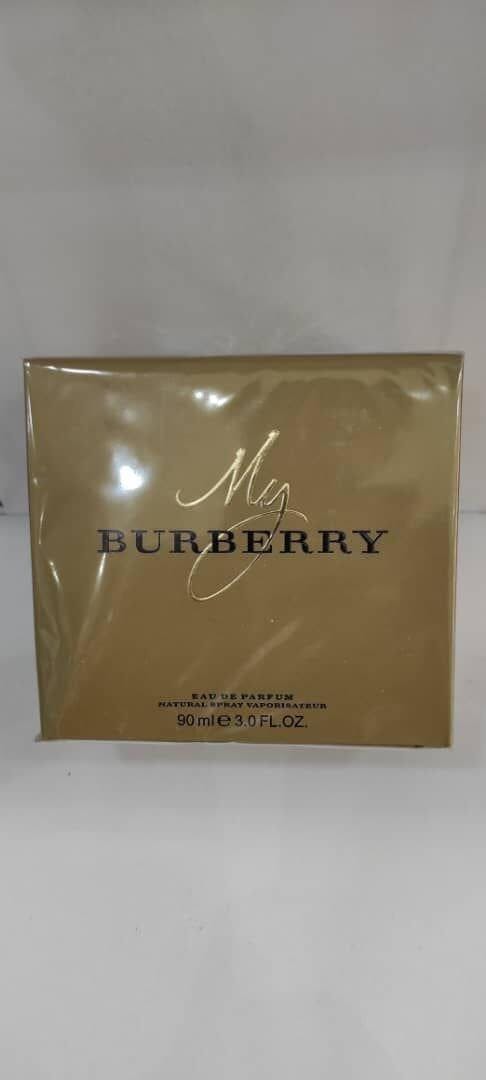 My
BURBERRY
EAU DE PARFUM
NATURAL SPRAY VAPORISATEUR
90 ml e 3.0 FL.OZ.